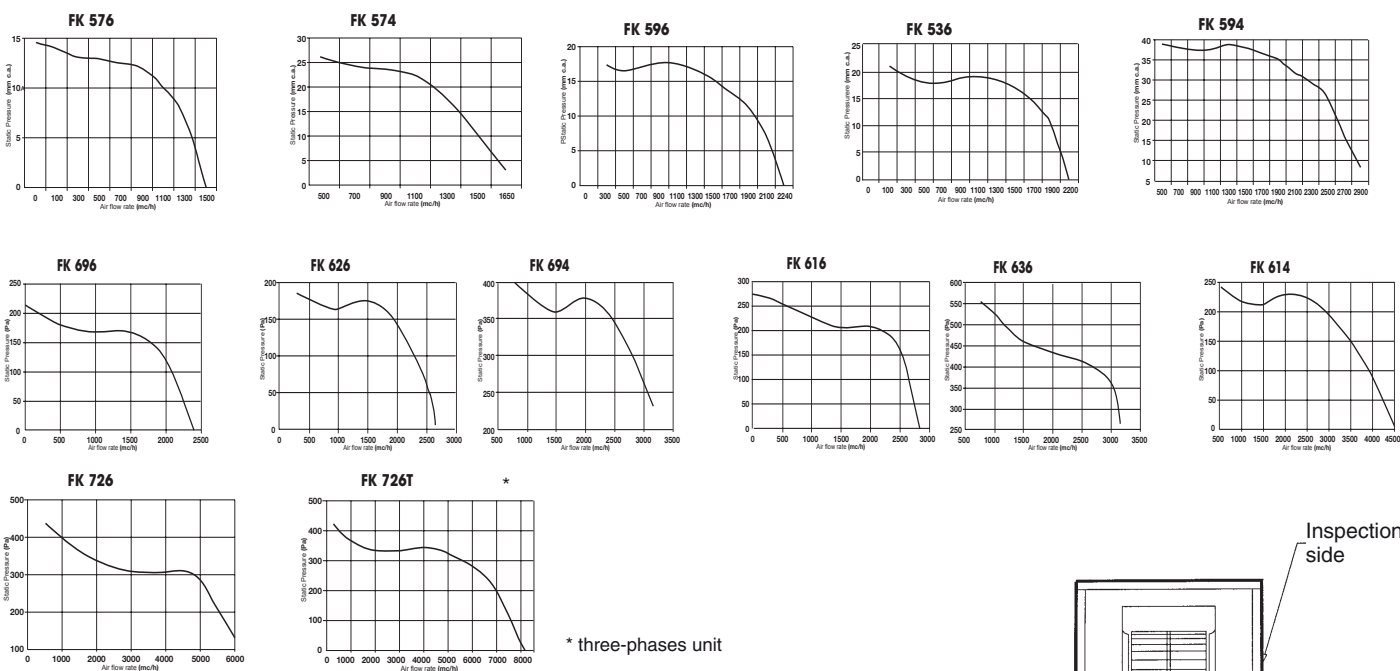 FK 576
15
10
5
0
Static Pressure (mm c.a.)
0 100 300 500 700 900 1100 1300 1500
Air flow rate (mc/h)
FK 574
30
25
20
15
10
5
0
Static Pressure (mm c.a.)
500 700 900 1100 1300 1500 1650
Air flow rate (mc/h)
FK 596
20
15
10
5
0
PStatic Pressure (mm c.a.)
0 300 500 700 900 1100 1300 1500 1700 1900 2100 2240
Air flow rate (mc/h)
FK 536
25
20
15
10
5
0
Static Pressurere (mm c.a.)
0 100 300 500 700 900 1100 1300 1500 1700 1900 2200
Air flow rate (mc/h)
FK 594
40
35
30
25
20
15
10
5
Static Pressure (mm c.a.)
500 700 900 1100 1300 1500 1700 1900 2100 2300 2500 2700 2900
Air flow rate (mc/h)
FK 696
250
200
150
100
50
0
Static Pressure (Pa)
0 500 1000 1500 2000 2500
Air flow rate (mc/h)
FK 626
200
150
100
50
0
Static Pressure (Pa)
0 500 1000 1500 2000 2500 3000
Air flow rate (mc/h)
FK 694
400
350
300
250
200
Static Pressure (Pa)
500 1000 1500 2000 2500 3000 3500
Air flow rate (mc/h)
FK 616
300
250
200
150
100
50
0
Static Pressure (Pa)
0 500 1000 1500 2000 2500 3000
Air flow rate (mc/h)
FK 636
600
550
500
450
400
350
300
250
Static Pressure (Pa)
500 1000 1500 2000 2500 3000 3500
Air flow rate (mc/h)
FK 614
250
200
150
100
50
0
Static Pressure (Pa)
500 1000 1500 2000 2500 3000 3500 4000 4500
Air flow rate (mc/h)
FK 726
500
400
300
200
100
Static Pressure (Pa)
0 1000 2000 3000 4000 5000 6000
Air flow rate (mc/h)
FK 726T *
500
400
300
200
100
0
Static Pressure (Pa)
0 1000 2000 3000 4000 5000 6000 7000 8000
Air flow rate (mc/h)
* three-phases unit
Inspection
side